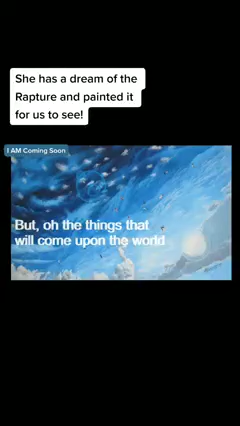 She has a dream of the
Rapture and painted it
for us to see!
I AM Coming Soon
But, oh the things that
will come upon the world